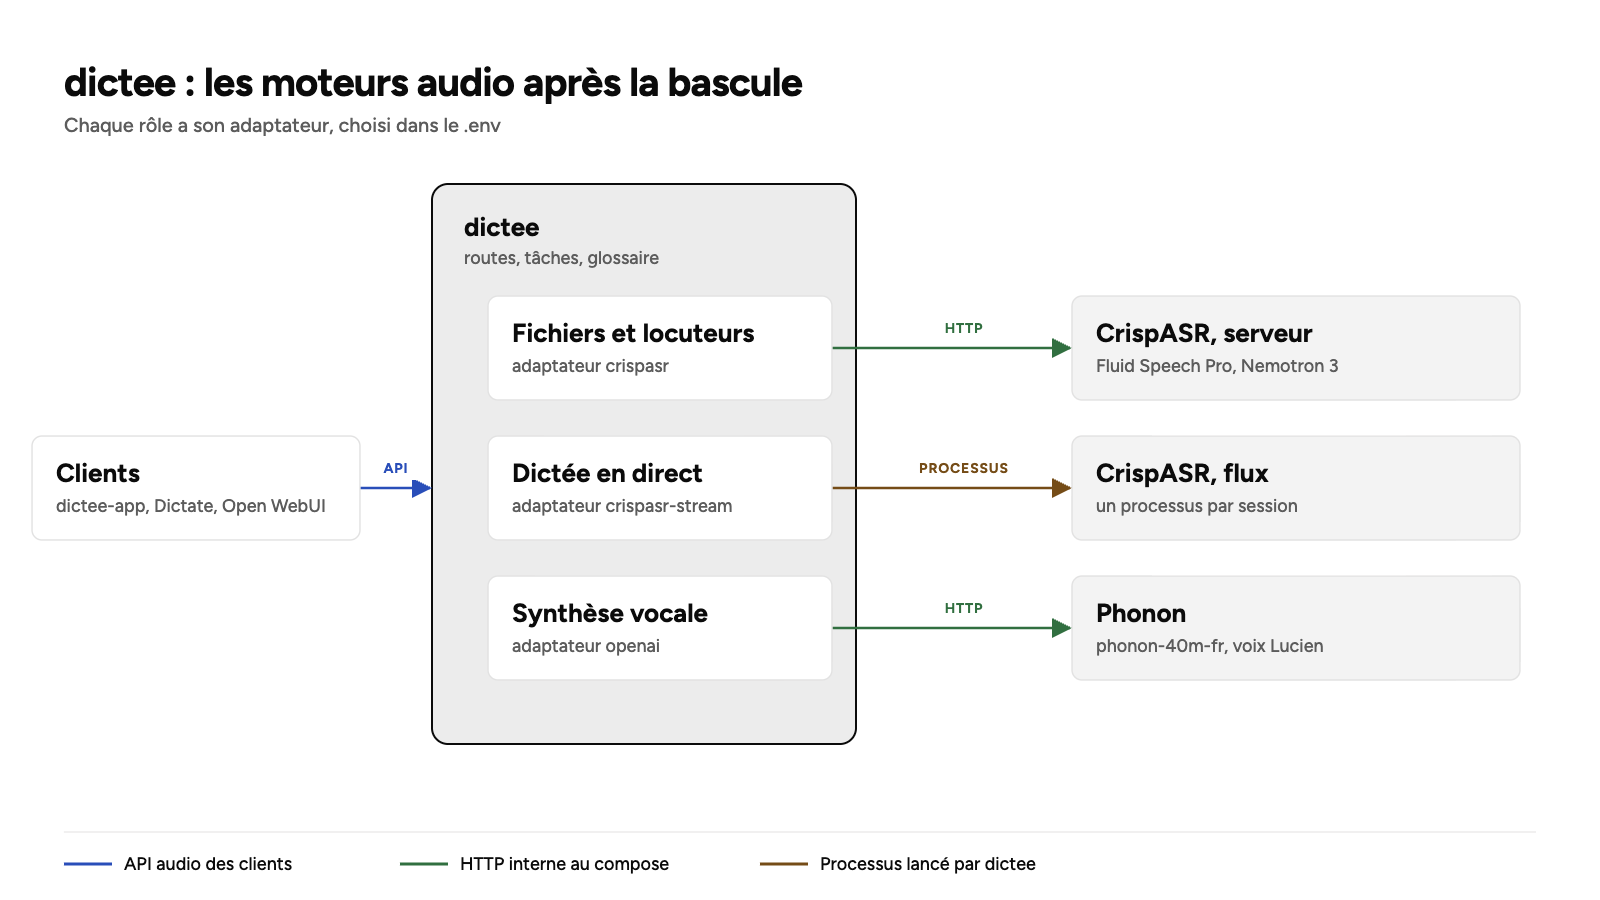 dictee : les moteurs audio après la bascule
Chaque rôle a son adaptateur, choisi dans le .env
dictee
routes, tâches, glossaire
Fichiers et locuteurs
adaptateur crispasr
HTTP
CrispASR, serveur
Fluid Speech Pro, Nemotron 3
Clients
dictee-app, Dictate, Open WebUI
API
Dictée en direct
adaptateur crispasr-stream
PROCESSUS
CrispASR, flux
un processus par session
Synthèse vocale
adaptateur openai
HTTP
Phonon
phonon-40m-fr, voix Lucien
API audio des clients
HTTP interne au compose
Processus lancé par dictee